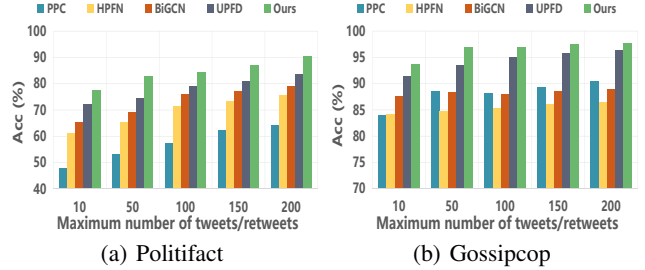 PPC HPFN BiGCN UPFD Ours
100
90
80
70
60
50
40
Acc (%)
10 50 100 150 200
Maximum number of tweets/retweets
(a) Politifact
PPC HPFN BiGCN UPFD Ours
100
95
90
85
80
75
70
Acc (%)
10 50 100 150 200
Maximum number of tweets/retweets
(b) Gossipcop